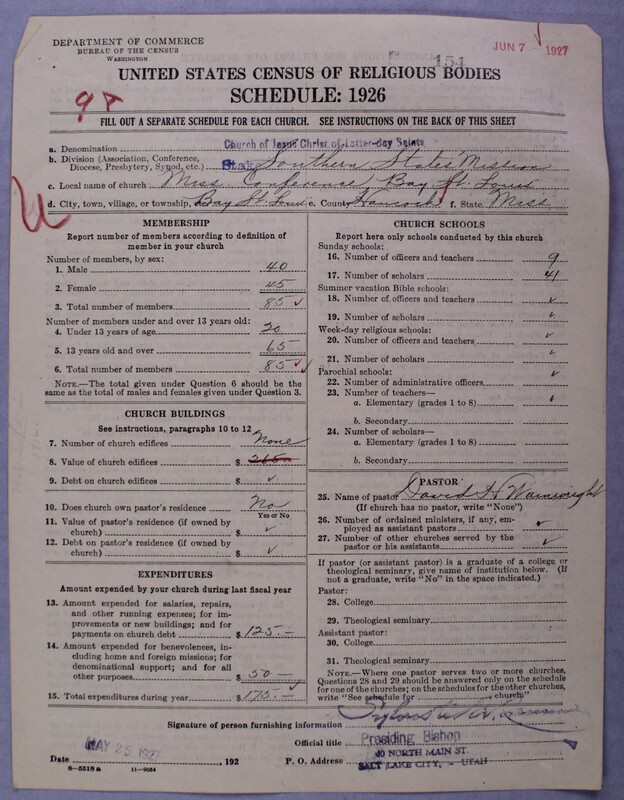 DEPARTMENT OF COMMERCE
BUREAU OF THE CENSUS
WASHINGTON
JUN 7 1927
154
UNITED STATES CENSUS OF RELIGIOUS BODIES
SCHEDULE: 1926
FILL OUT A SEPARATE SCHEDULE FOR EACH CHURCH. SEE INSTRUCTIONS ON THE BACK OF THIS SHEET
a. Denomination Church of Jesus Christ of Latter-day Saints
b. Division (Association, Conference,
Diocese, Presbytery, Synod, etc.) Stake Southern States Mission
c. Local name of church Miss Conference, Bay St. Louis
d. City, town, village, or township, Bay St. Louis e. County Hancock f. State Miss
MEMBERSHIP
Report number of members according to definition of
member in your church
Number of members, by sex:
1. Male 40
2. Female 45
3. Total number of members 85
Number of members under and over 13 years old:
4. Under 13 years of age 20
5. 13 years old and over 65
6. Total number of members 85
NOTE.—The total given under Question 6 should be
same as the total of males and females given under Question 3.
CHURCH BUILDINGS
See instructions, paragraphs 10 to 12
7. Number of church edifices None
8. Value of church edifices $
9. Debt on church edifices $ ✓
10. Does church own pastor's residence No
Yes or No
11. Value of pastor's residence (if owned by
church) $ ✓
12. Debt on pastor's residence (if owned by
church) $ ✓
EXPENDITURES
Amount expended by your church during last fiscal year
13. Amount expended for salaries, repairs,
and other running expenses; for im-
provements or new buildings; and for
payments on church debt $ 125.—
14. Amount expended for benevolences, in-
cluding home and foreign missions; for
denominational support; and for all
other purposes $ 50 —
15. Total expenditures during year $ 175.—
CHURCH SCHOOLS
Report here only schools conducted by this church
Sunday schools:
16. Number of officers and teachers 9
17. Number of scholars 41
Summer vacation Bible schools:
18. Number of officers and teachers ✓
19. Number of scholars ✓
Week-day religious schools:
20. Number of officers and teachers ✓
21. Number of scholars ✓
Parochial schools:
22. Number of administrative officers ✓
23. Number of teachers—
a. Elementary (grades 1 to 8) ✓
b. Secondary
24. Number of scholars—
a. Elementary (grades 1 to 8)
b. Secondary
PASTOR
25. Name of pastor David H Wainwright
(If church has no pastor, write "None")
26. Number of ordained ministers, if any, em-
ployed as assistant pastors ✓
27. Number of other churches served by the
pastor or his assistants ✓
If pastor (or assistant pastor) is a graduate of a college or
theological seminary, give name of institution below. (If
not a graduate, write "No" in the space indicated.)
Pastor:
28. College
29. Theological seminary
Assistant pastor:
30. College
31. Theological seminary
NOTE.—Where one pastor serves two or more churches,
Questions 28 and 29 should be answered only on the schedule
for one of the churches; on the schedules for the other churches,
write "See schedule for church"
Signature of person furnishing information
Official title Presiding Bishop
Date MAY 25 1927 192 P. O. Address 40 NORTH MAIN ST.
SALT LAKE CITY, - UTAH
8—5518 a 11—9084